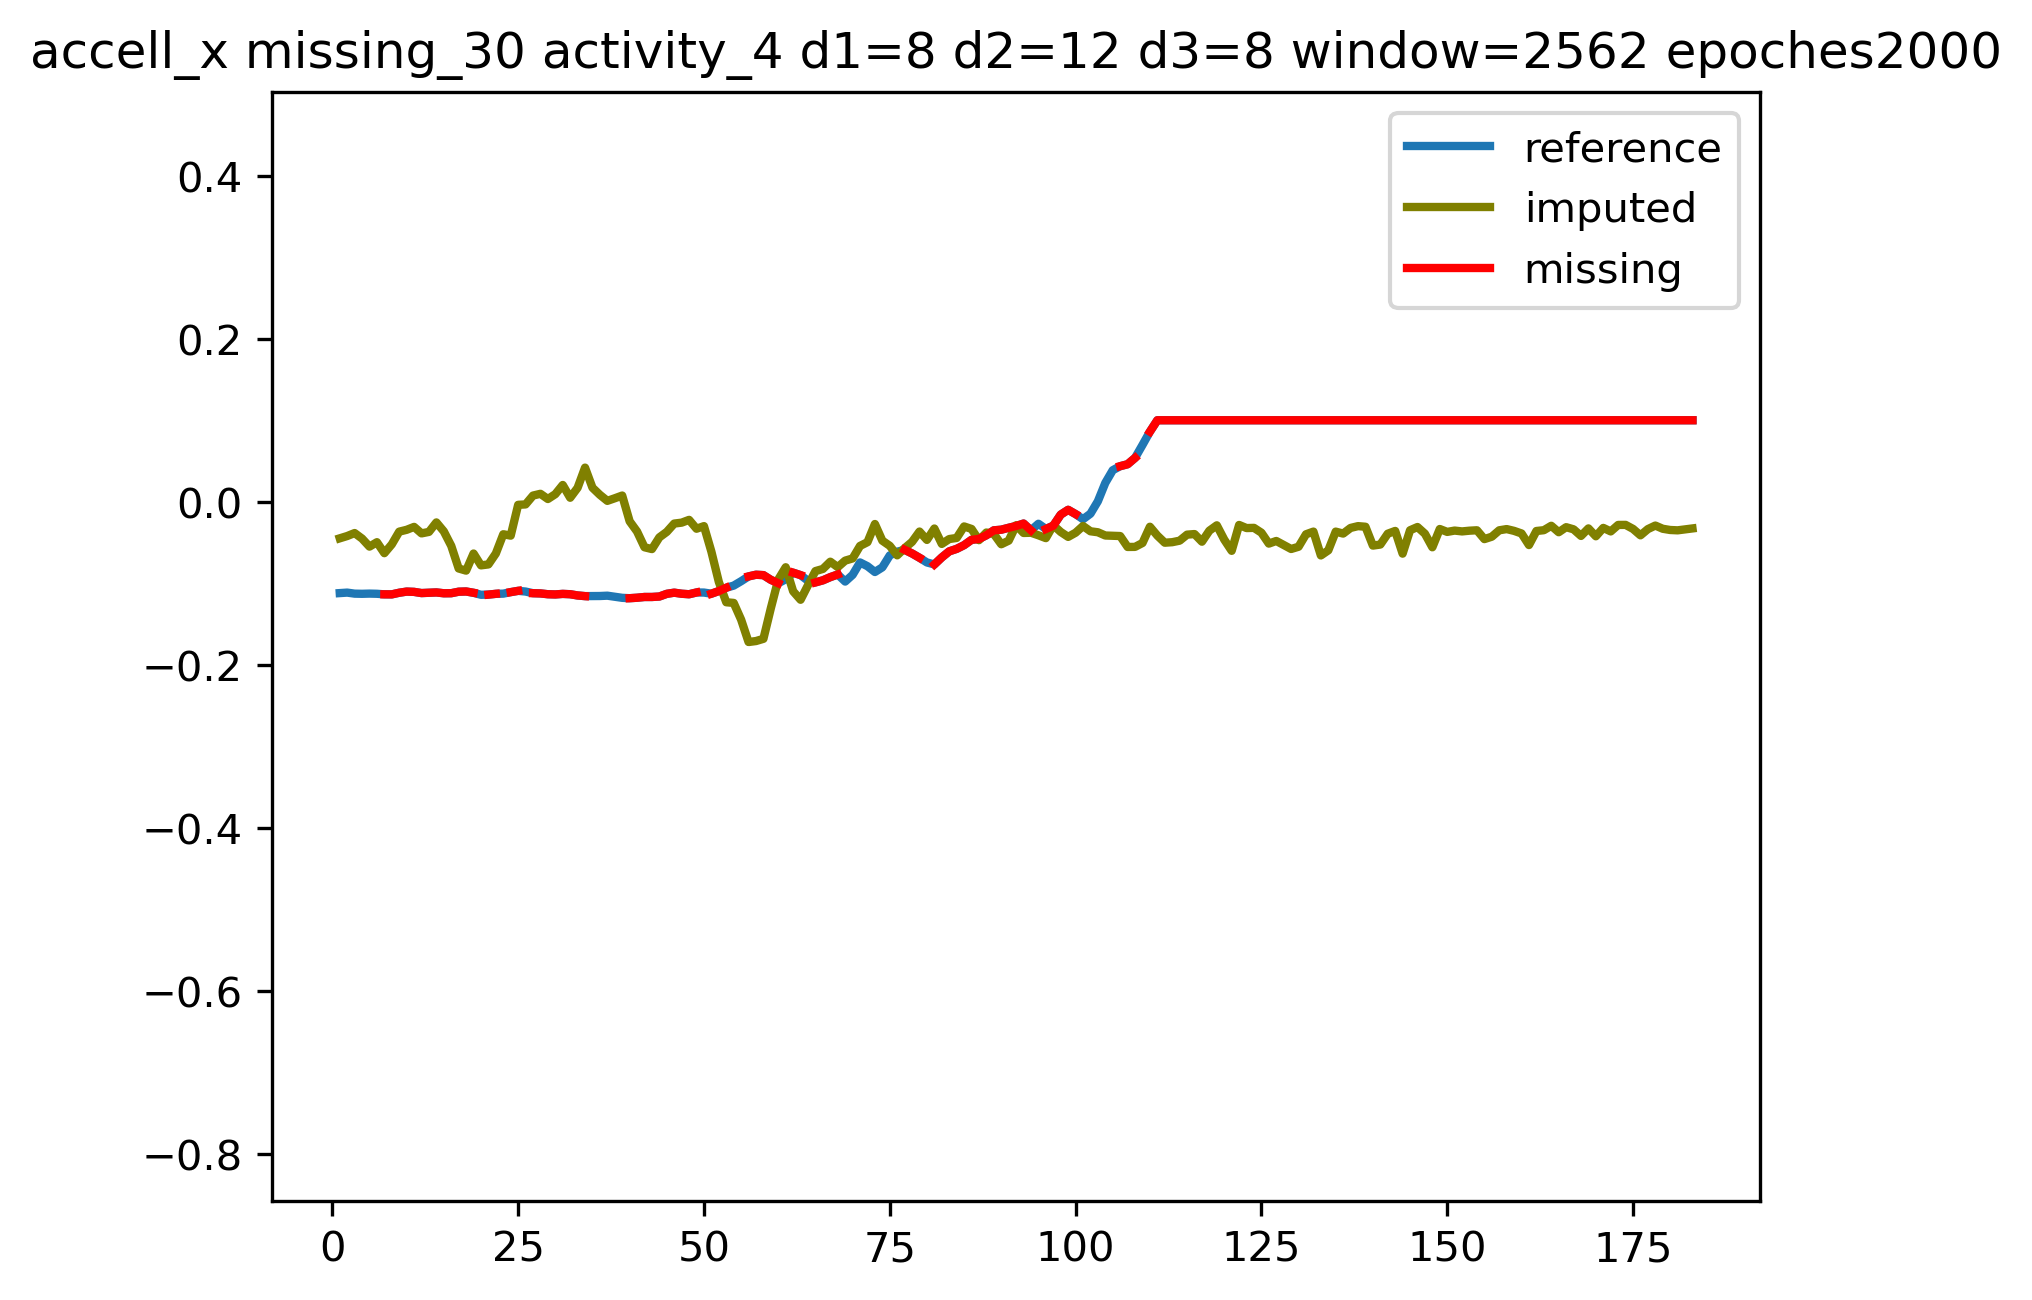 accell_x missing_30 activity_4 d1=8 d2=12 d3=8 window=2562 epoches2000
reference
imputed
missing
0.4
0.2
0.0
−0.2
−0.4
−0.6
−0.8
0 25 50 75 100 125 150 175